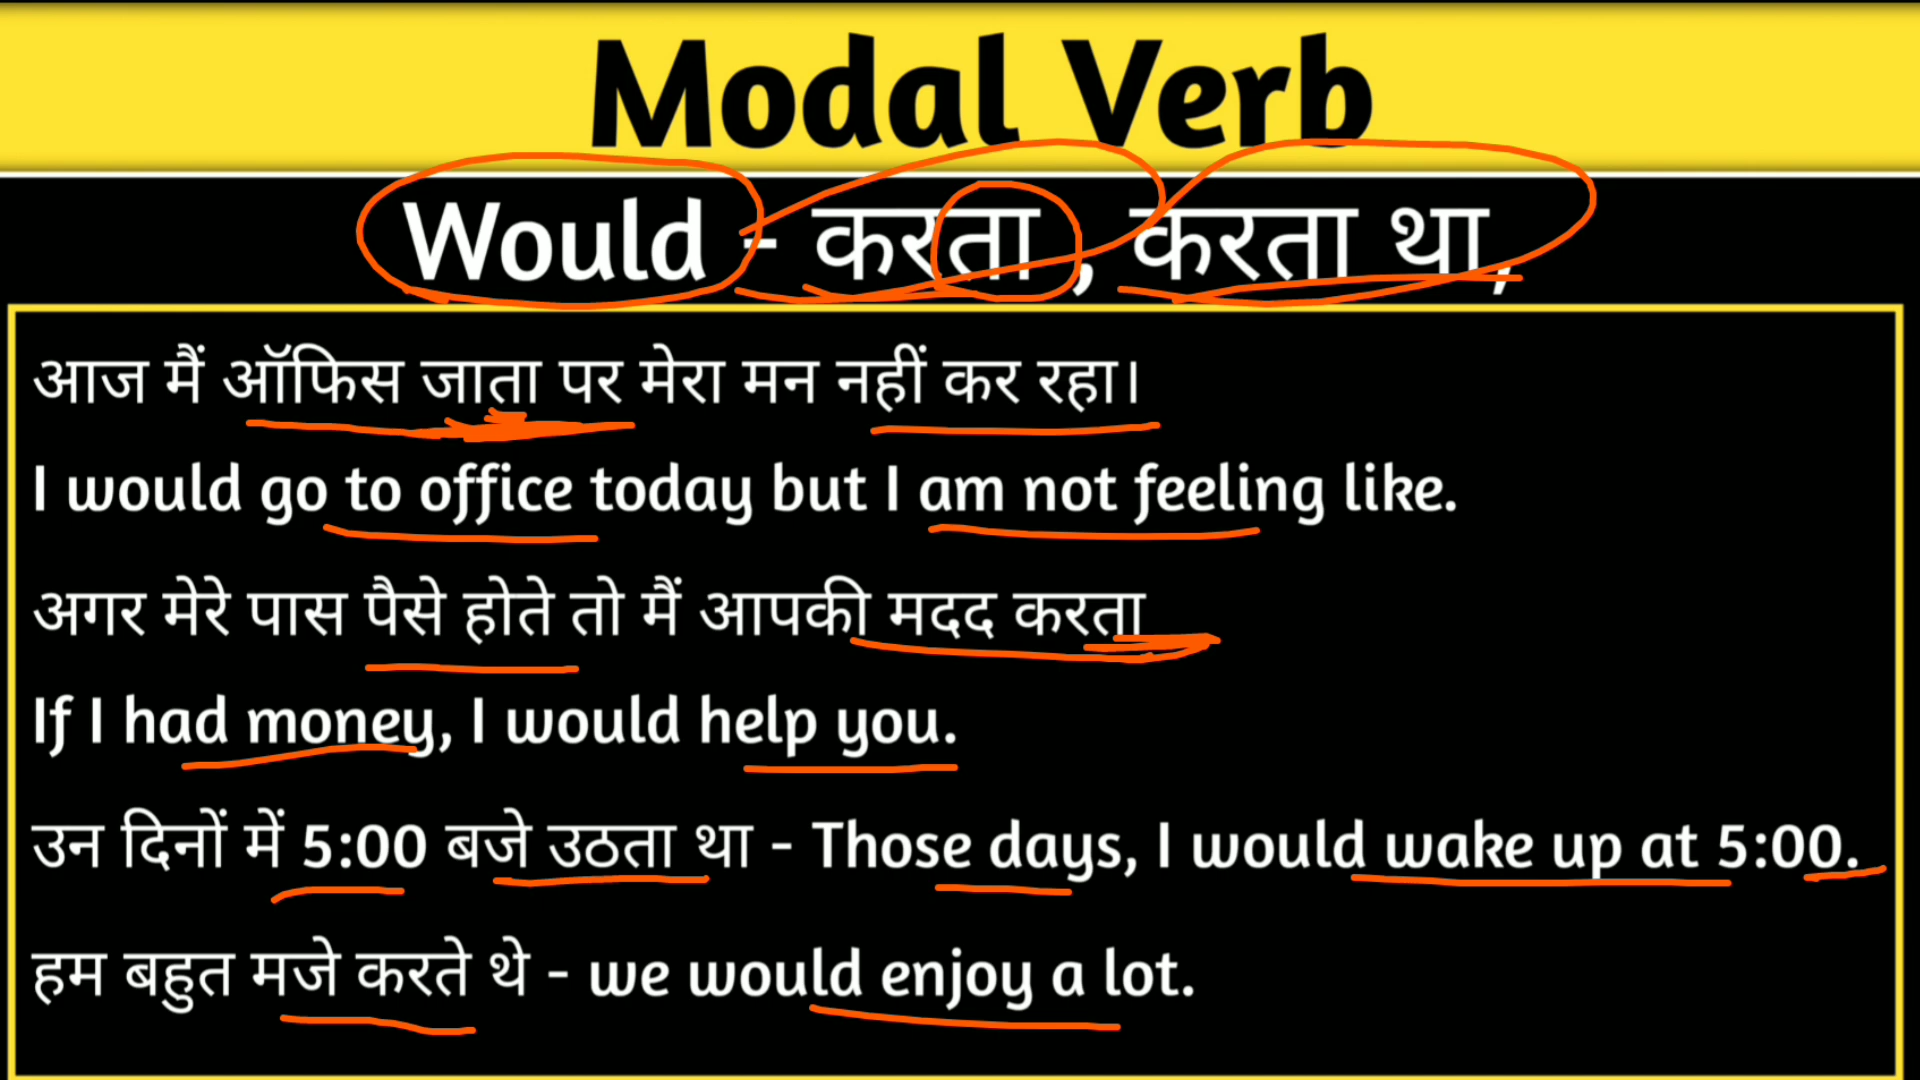 Modal Verb
Would - करता , करता था,
आज मैं ऑफिस जाता पर मेरा मन नहीं कर रहा।
I would go to office today but I am not feeling like.
अगर मेरे पास पैसे होते तो मैं आपकी मदद करता
If I had money, I would help you.
उन दिनों में 5:00 बजे उठता था - Those days, I would wake up at 5:00.
हम बहुत मजे करते थे - we would enjoy a lot.